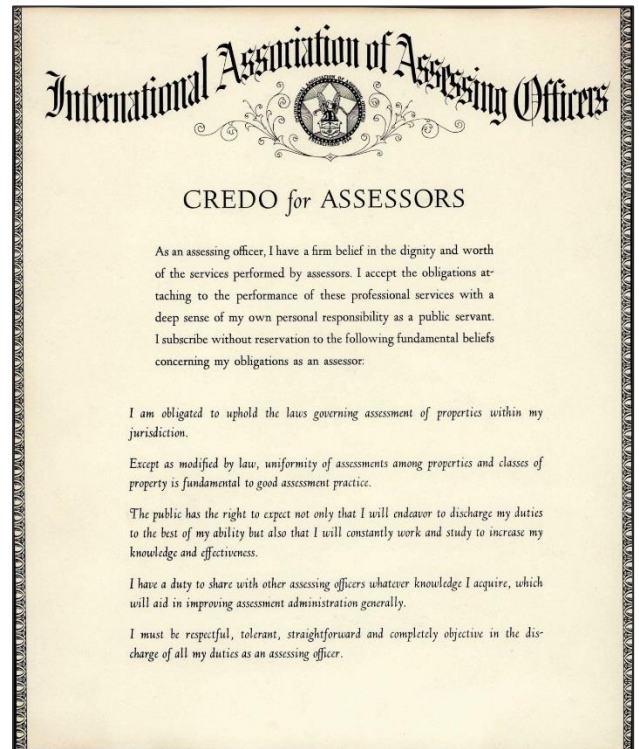 International Association of Assessing Officers
CREDO for ASSESSORS
As an assessing officer, I have a firm belief in the dignity and worth
of the services performed by assessors. I accept the obligations at-
taching to the performance of these professional services with a
deep sense of my own personal responsibility as a public servant.
I subscribe without reservation to the following fundamental beliefs
concerning my obligations as an assessor:
I am obligated to uphold the laws governing assessment of properties within my
jurisdiction.
Except as modified by law, uniformity of assessments among properties and classes of
property is fundamental to good assessment practice.
The public has the right to expect not only that I will endeavor to discharge my duties
to the best of my ability but also that I will constantly work and study to increase my
knowledge and effectiveness.
I have a duty to share with other assessing officers whatever knowledge I acquire, which
will aid in improving assessment administration generally.
I must be respectful, tolerant, straightforward and completely objective in the dis-
charge of all my duties as an assessing officer.